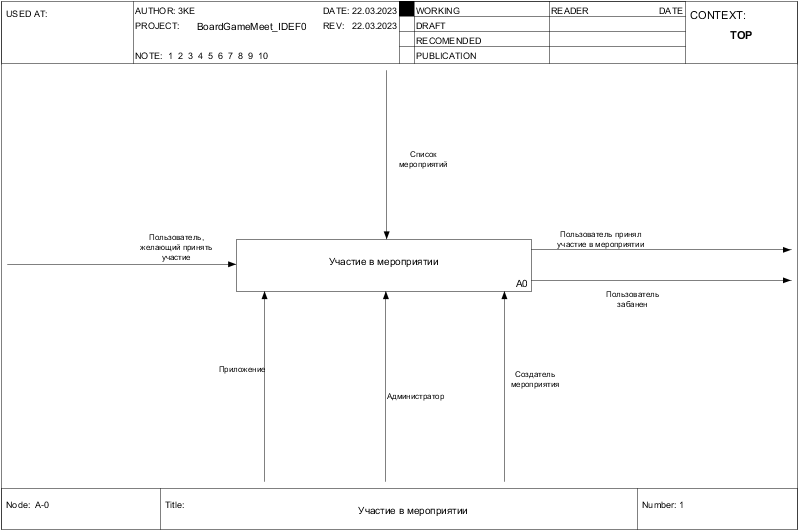 USED AT:
AUTHOR: ЗКЕ
DATE: 22.03.2023
PROJECT: BoardGameMeet_IDEF0
REV: 22.03.2023
NOTE: 1 2 3 4 5 6 7 8 9 10
WORKING
DRAFT
RECOMENDED
PUBLICATION
READER
DATE
CONTEXT:
TOP
Список
мероприятий
Пользователь,
желающий принять
участие
Участие в мероприятии
A0
Пользователь принял
участие в мероприятии
Пользователь
забанен
Приложение
Администратор
Создатель
мероприятия
Node: A-0
Title:
Участие в мероприятии
Number: 1